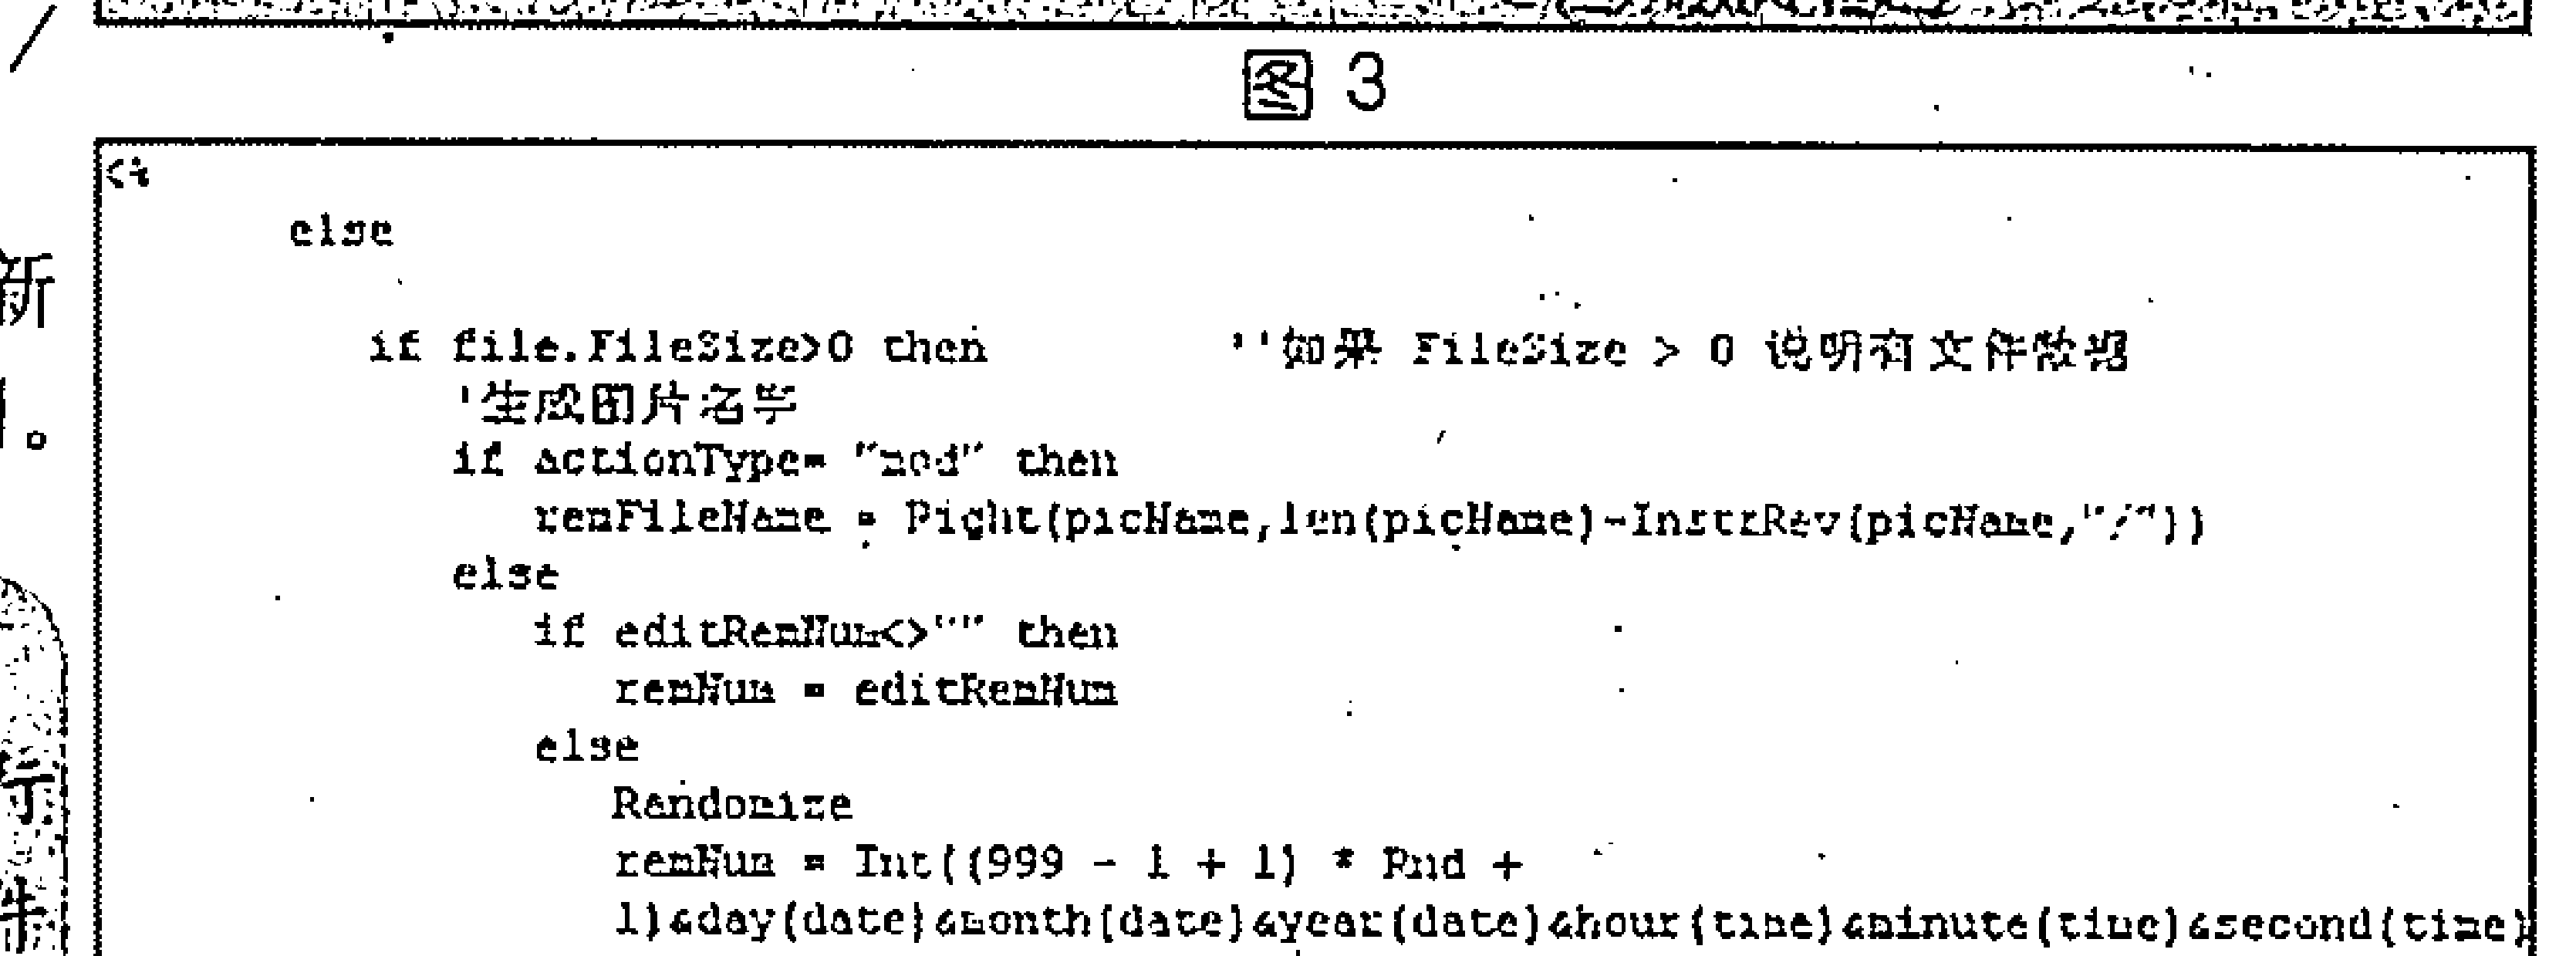 图 3
<%
else
新
if file.FileSize>0 then ''如果 FileSize > 0 说明有文件数据
'生成图片名字
。
if actionType= "mod" then
remFileName = Right(picName,len(picName)-InstrRev(picName,"/"))
else
if editRemNum<>"" then
remNum = editRemNum
else
Randomize
remNum = Int((999 - 1 + 1) * Rnd +
1)&day(date)&month(date)&year(date)&hour(time)&minute(time)&second(time)